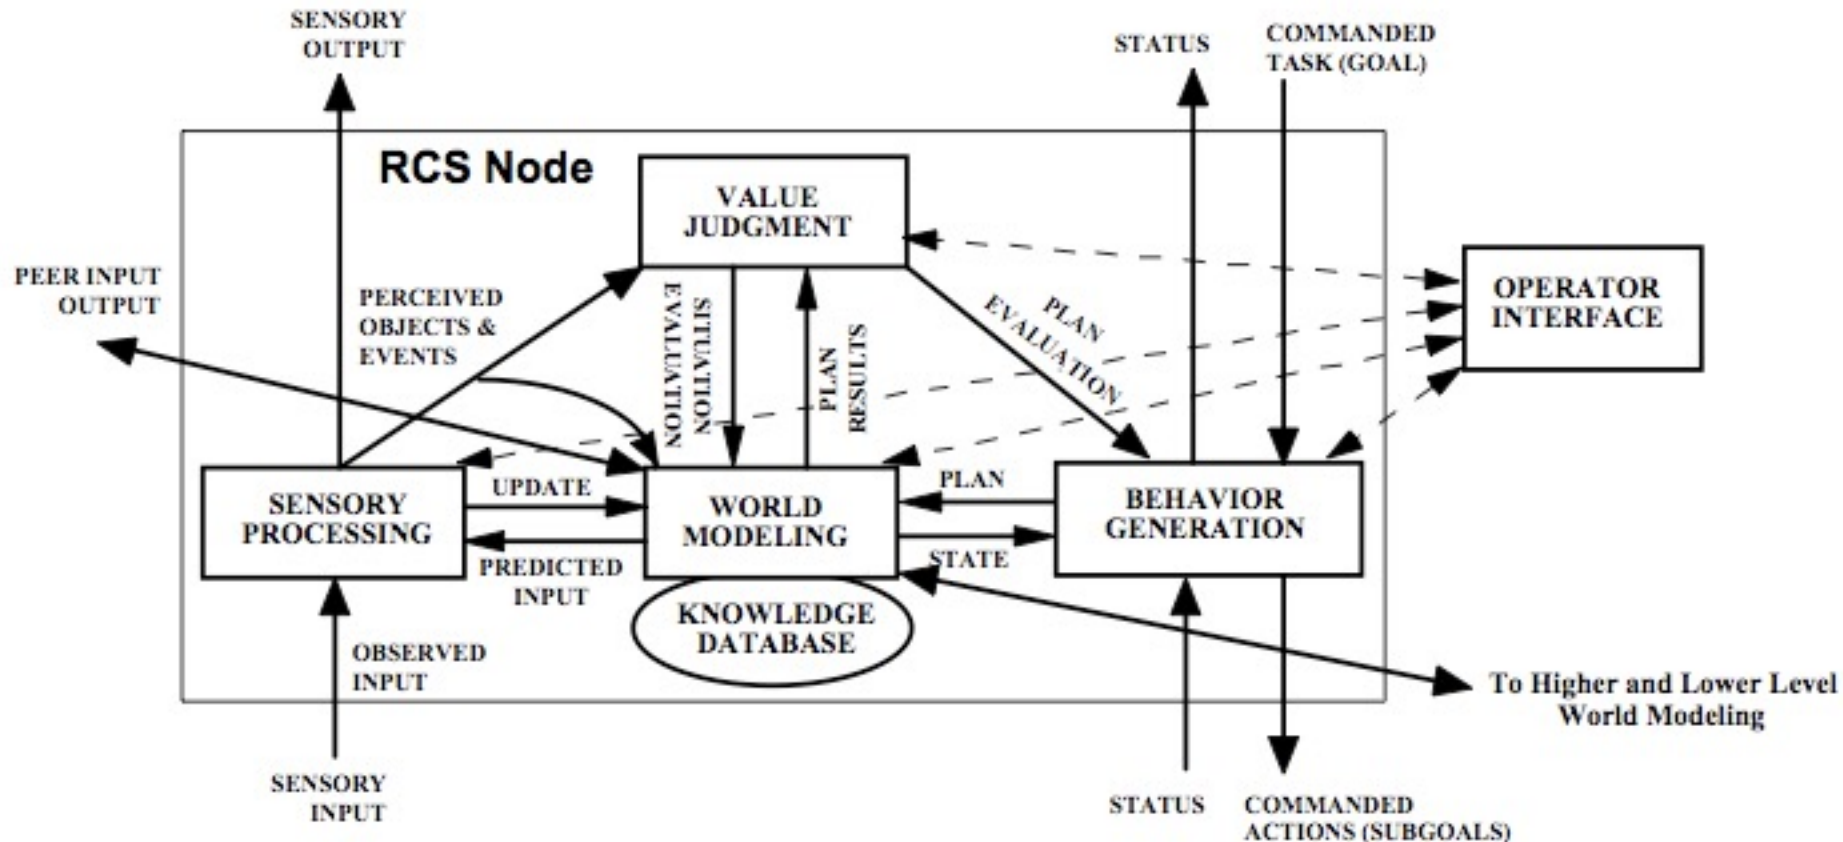 SENSORY
OUTPUT
STATUS
COMMANDED
TASK (GOAL)
RCS Node
VALUE
JUDGMENT
PEER INPUT
OUTPUT
PERCEIVED
OBJECTS &
EVENTS
SITUATION
EVALUATION
PLAN
RESULTS
PLAN
EVALUATION
OPERATOR
INTERFACE
SENSORY
PROCESSING
UPDATE
PREDICTED
INPUT
WORLD
MODELING
PLAN
STATE
BEHAVIOR
GENERATION
KNOWLEDGE
DATABASE
OBSERVED
INPUT
To Higher and Lower Level
World Modeling
SENSORY
INPUT
STATUS
COMMANDED
ACTIONS (SUBGOALS)